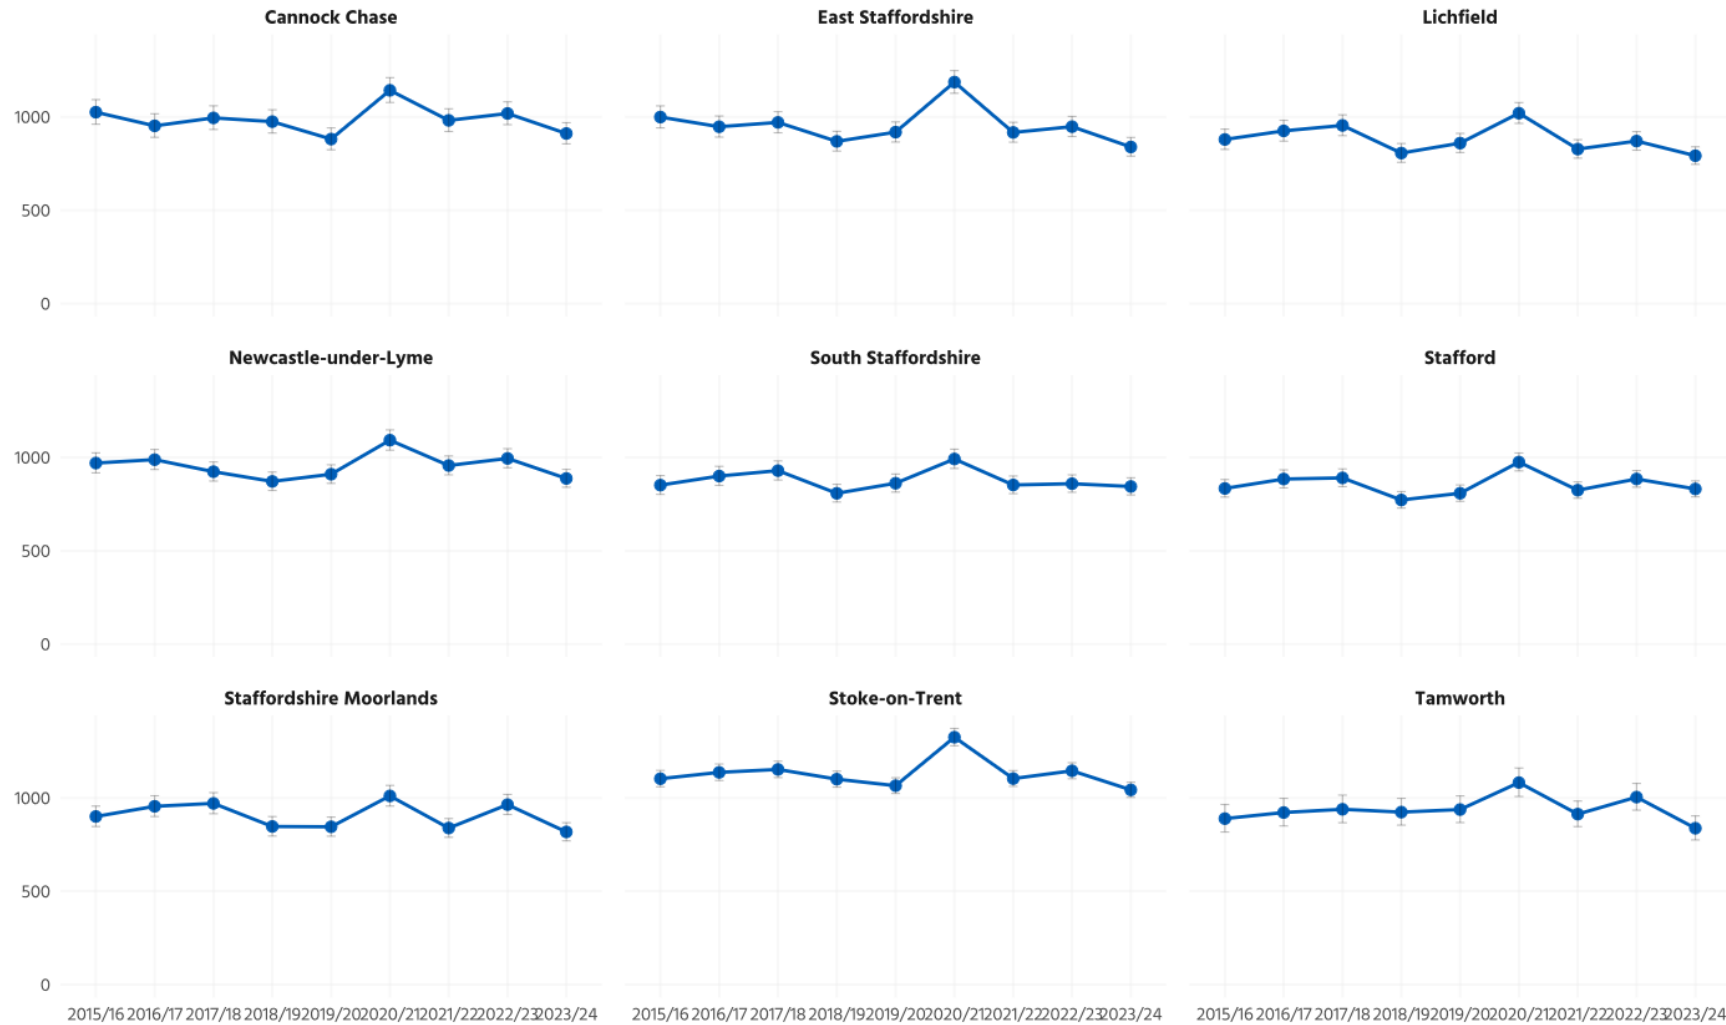 Cannock Chase East Staffordshire Lichfield
1000
500
0
Newcastle-under-Lyme South Staffordshire Stafford
1000
500
0
Staffordshire Moorlands Stoke-on-Trent Tamworth
1000
500
0
2015/16 2016/17 2017/18 2018/19 2019/20 2020/21 2021/22 2022/23 2023/24 2015/16 2016/17 2017/18 2018/19 2019/20 2020/21 2021/22 2022/23 2023/24 2015/16 2016/17 2017/18 2018/19 2019/20 2020/21 2021/22 2022/23 2023/24